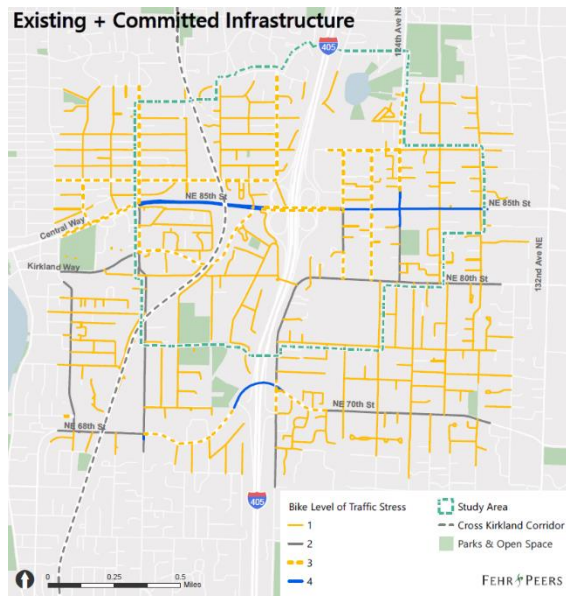 Existing + Committed Infrastructure
405
124th Ave NE
NE 85th St
NE 85th St
Central Way
Kirkland Way
NE 80th St
132nd Ave NE
NE 70th St
NE 68th St
405
Bike Level of Traffic Stress
1
2
3
4
Study Area
Cross Kirkland Corridor
Parks & Open Space
0 0.25 0.5
Miles
FEHR & PEERS